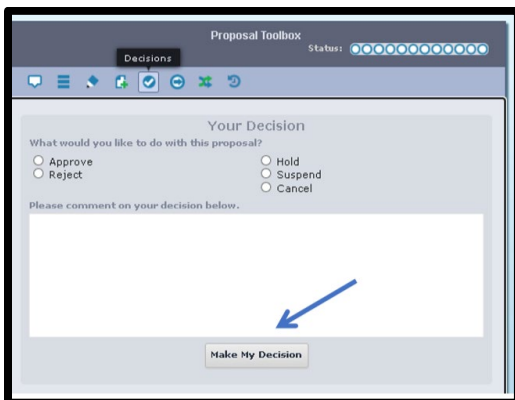 Proposal Toolbox
Status:
Decisions
Your Decision
What would you like to do with this proposal?
Approve
Hold
Reject
Suspend
Cancel
Please comment on your decision below.
Make My Decision